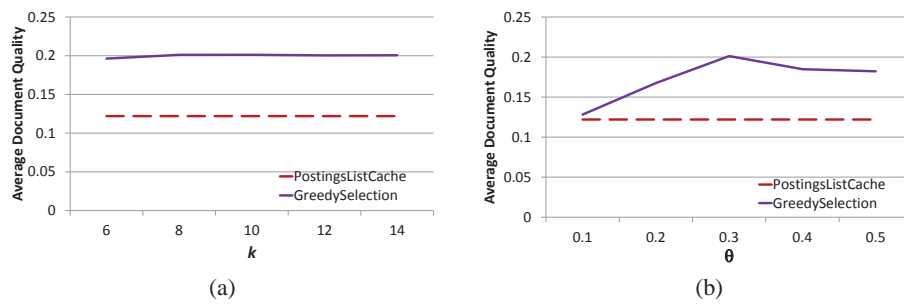 Average Document Quality
0.25
0.2
0.15
0.1
0.05
0
PostingsListCache
GreedySelection
6 8 10 12 14
k
(a)
Average Document Quality
0.25
0.2
0.15
0.1
0.05
0
PostingsListCache
GreedySelection
0.1 0.2 0.3 0.4 0.5
θ
(b)